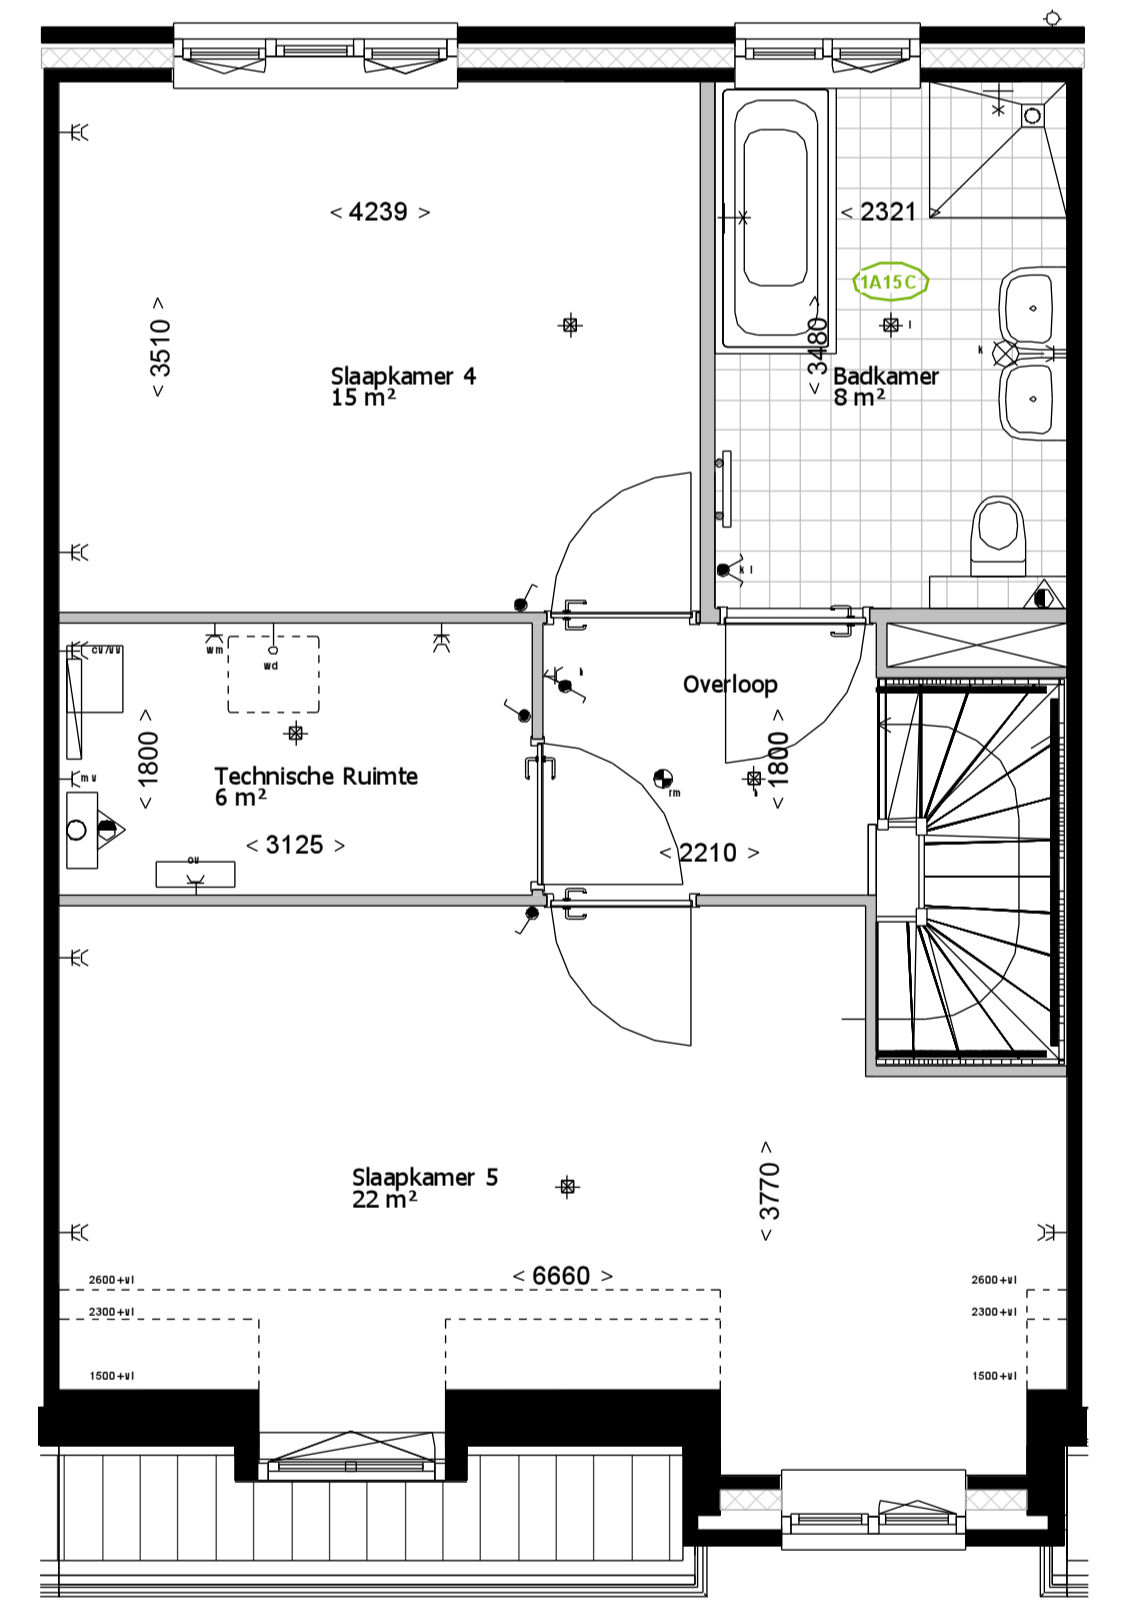 < 4239 >
< 2321 >
1A15C
< 3510 >
< 3480 >
l
k
Slaapkamer 4
15 m²
Badkamer
8 m²
k l
cv/vv
wm
wd
Overloop
< 1800 >
< 1800 >
Technische Ruimte
6 m²
mv
rm
< 3125 >
< 2210 >
ov
Slaapkamer 5
22 m²
< 3770 >
< 6660 >
2600+vl
2600+vl
2300+vl
2300+vl
1500+vl
1500+vl